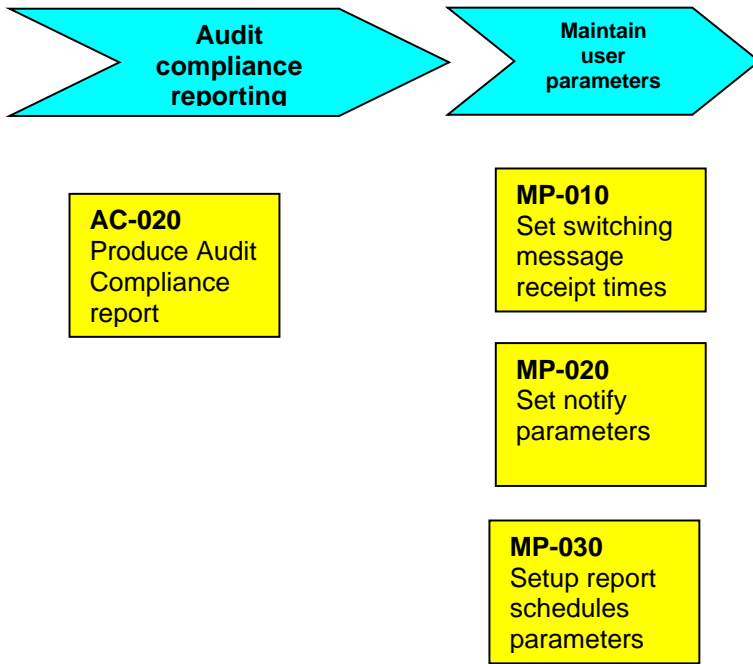 Audit
compliance
reporting
Maintain
user
parameters
AC-020
Produce Audit
Compliance
report
MP-010
Set switching
message
receipt times
MP-020
Set notify
parameters
MP-030
Setup report
schedules
parameters